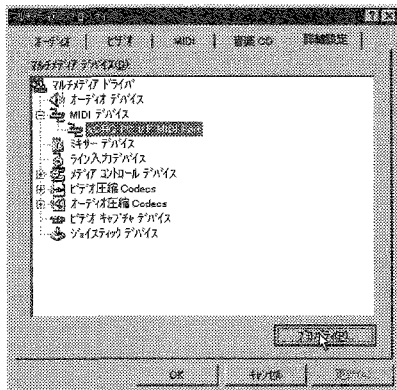 オーディオ ビデオ MIDI 音楽 CD 詳細設定
マルチメディア デバイス(D)
マルチメディア ドライバ
オーディオ デバイス
MIDI デバイス
ミキサー デバイス
ライン入力デバイス
メディア コントロール デバイス
ビデオ圧縮 Codecs
オーディオ圧縮 Codecs
ビデオ キャプチャ デバイス
ジョイスティック デバイス
プロパティ(P)
OK キャンセル